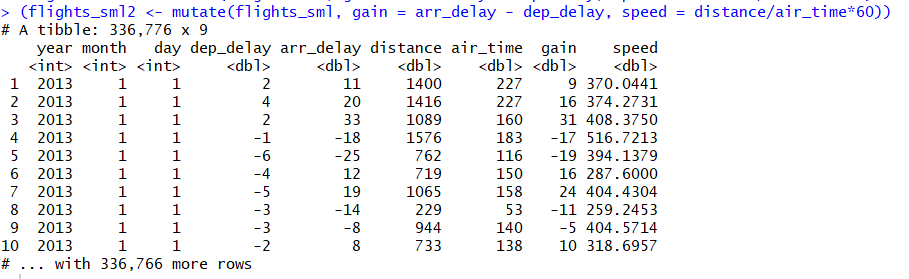 > (flights_sml2 <- mutate(flights_sml, gain = arr_delay - dep_delay, speed = distance/air_time*60))
# A tibble: 336,776 x 9
    year month   day dep_delay arr_delay distance air_time  gain    speed
   <int> <int> <int>     <dbl>     <dbl>    <dbl>    <dbl> <dbl>    <dbl>
 1  2013     1     1         2        11     1400      227     9 370.0441
 2  2013     1     1         4        20     1416      227    16 374.2731
 3  2013     1     1         2        33     1089      160    31 408.3750
 4  2013     1     1        -1       -18     1576      183   -17 516.7213
 5  2013     1     1        -6       -25      762      116   -19 394.1379
 6  2013     1     1        -4        12      719      150    16 287.6000
 7  2013     1     1        -5        19     1065      158    24 404.4304
 8  2013     1     1        -3       -14      229       53   -11 259.2453
 9  2013     1     1        -3        -8      944      140    -5 404.5714
10  2013     1     1        -2         8      733      138    10 318.6957
# ... with 336,766 more rows